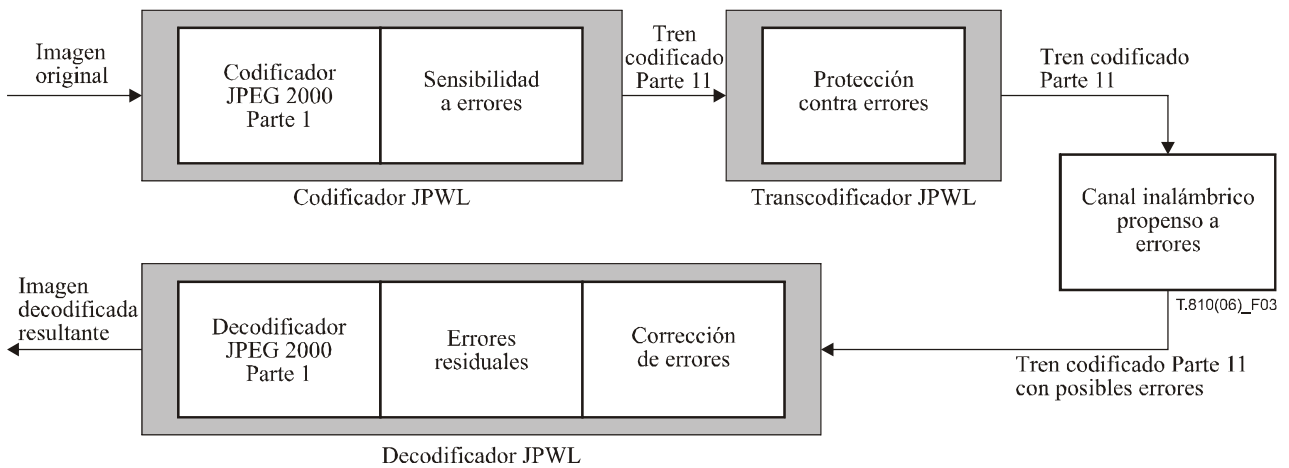 Imagen
original
Codificador
JPEG 2000
Parte 1
Sensibilidad
a errores
Codificador JPWL
Tren
codificado
Parte 11
Protección
contra errores
Transcodificador JPWL
Tren codificado
Parte 11
Canal inalámbrico
propenso a
errores
T.810(06)_F03
Tren codificado Parte 11
con posibles errores
Corrección
de errores
Errores
residuales
Decodificador
JPEG 2000
Parte 1
Decodificador JPWL
Imagen
decodificada
resultante